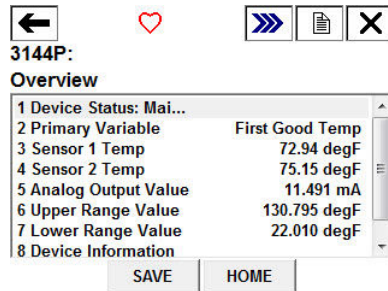 3144P:
Overview
1 Device Status: Mai...
2 Primary Variable First Good Temp
3 Sensor 1 Temp 72.94 degF
4 Sensor 2 Temp 75.15 degF
5 Analog Output Value 11.491 mA
6 Upper Range Value 130.795 degF
7 Lower Range Value 22.010 degF
8 Device Information
SAVE HOME